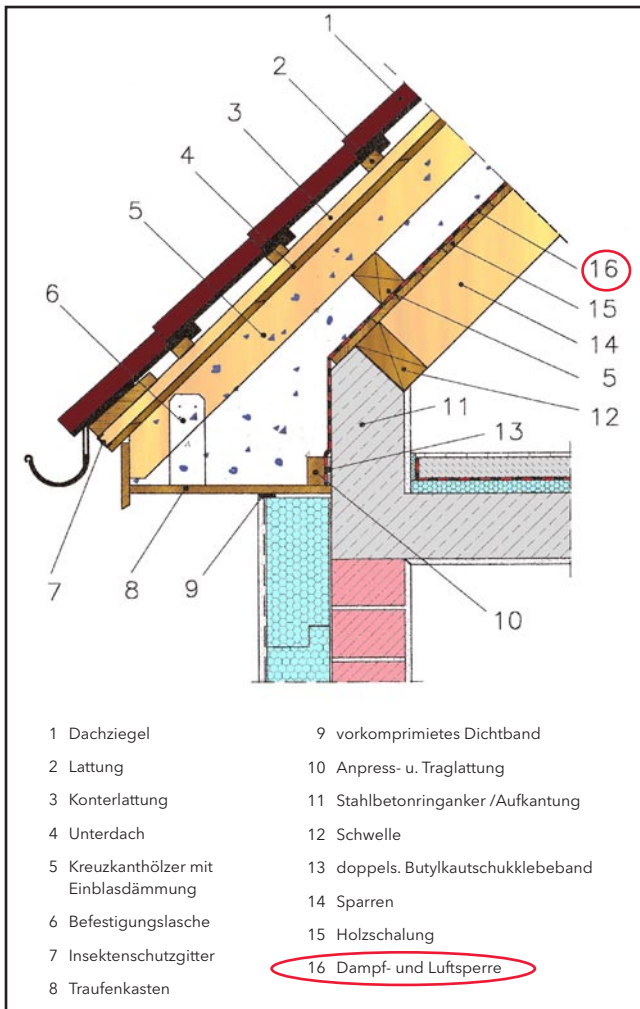 1
2
3
4
5
6
16
15
14
5
12
11
13
7
8
9
10
1 Dachziegel
2 Lattung
3 Konterlattung
4 Unterdach
5 Kreuzkanthölzer mit
Einblasdämmung
6 Befestigungslasche
7 Insektenschutzgitter
8 Traufenkasten
9 vorkomprimietes Dichtband
10 Anpress- u. Traglattung
11 Stahlbetonringanker /Aufkantung
12 Schwelle
13 doppels. Butylkautschukklebeband
14 Sparren
15 Holzschalung
16 Dampf- und Luftsperre